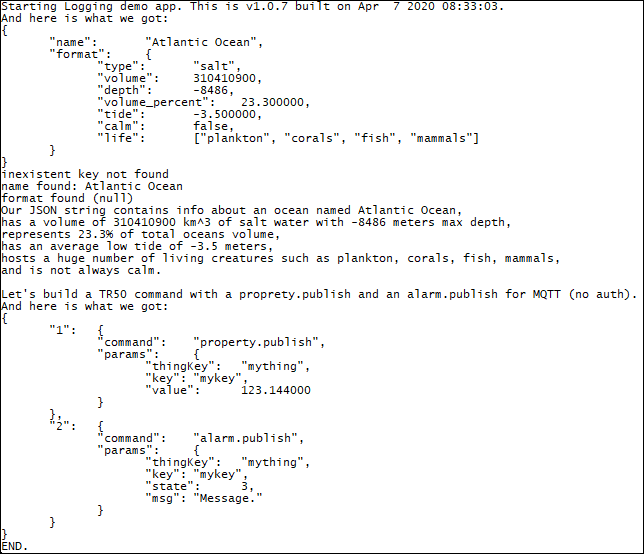 Starting Logging demo app. This is v1.0.7 built on Apr  7 2020 08:33:03.
And here is what we got:
{
	"name":	"Atlantic Ocean",
	"format":	{
		"type":	"salt",
		"volume":	310410900,
		"depth":	-8486,
		"volume_percent":	23.300000,
		"tide":	-3.500000,
		"calm":	false,
		"life":	["plankton", "corals", "fish", "mammals"]
	}
}
inexistent key not found
name found: Atlantic Ocean
format found (null)
Our JSON string contains info about an ocean named Atlantic Ocean,
has a volume of 310410900 km^3 of salt water with -8486 meters max depth,
represents 23.3% of total oceans volume,
has an average low tide of -3.5 meters,
hosts a huge number of living creatures such as plankton, corals, fish, mammals,
and is not always calm.

Let's build a TR50 command with a proprety.publish and an alarm.publish for MQTT (no auth).
And here is what we got:
{
	"1":	{
		"command":	"property.publish",
		"params":	{
			"thingKey":	"mything",
			"key":	"mykey",
			"value":	123.144000
		}
	},
	"2":	{
		"command":	"alarm.publish",
		"params":	{
			"thingKey":	"mything",
			"key":	"mykey",
			"state":	3,
			"msg":	"Message."
		}
	}
}
END.